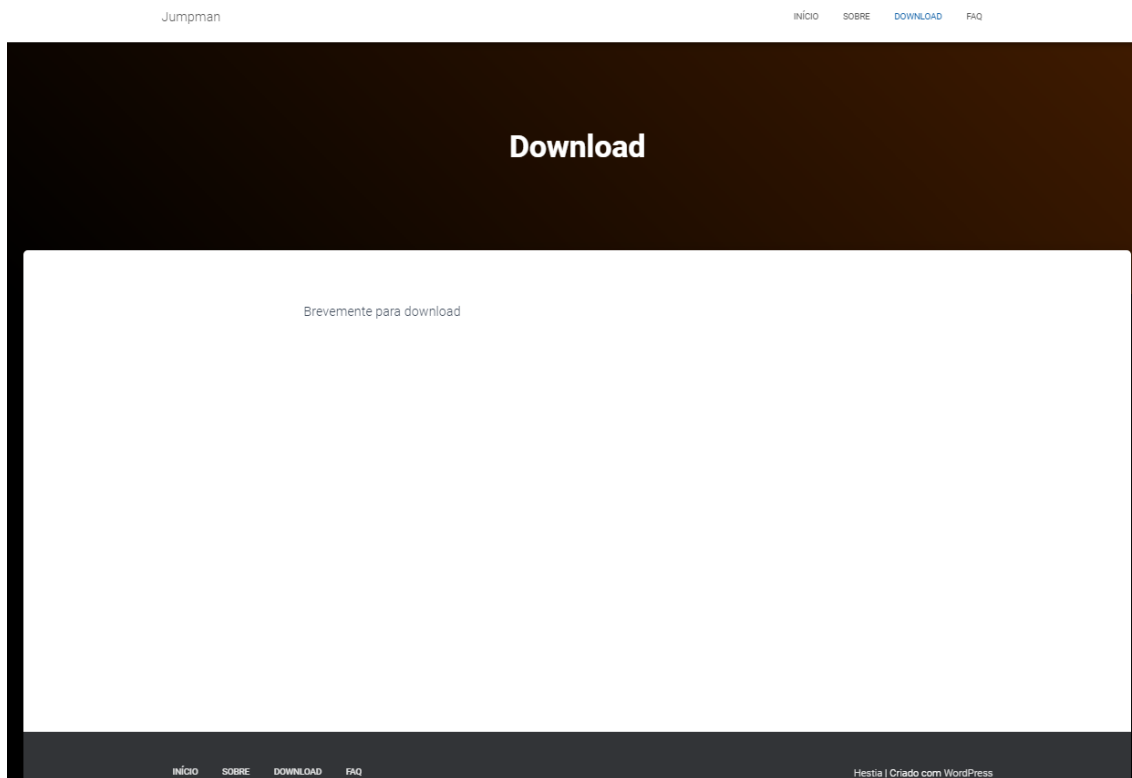 Jumpman INÍCIO SOBRE DOWNLOAD FAQ
Download
Brevemente para download
INÍCIO SOBRE DOWNLOAD FAQ Hestia | Criado com WordPress